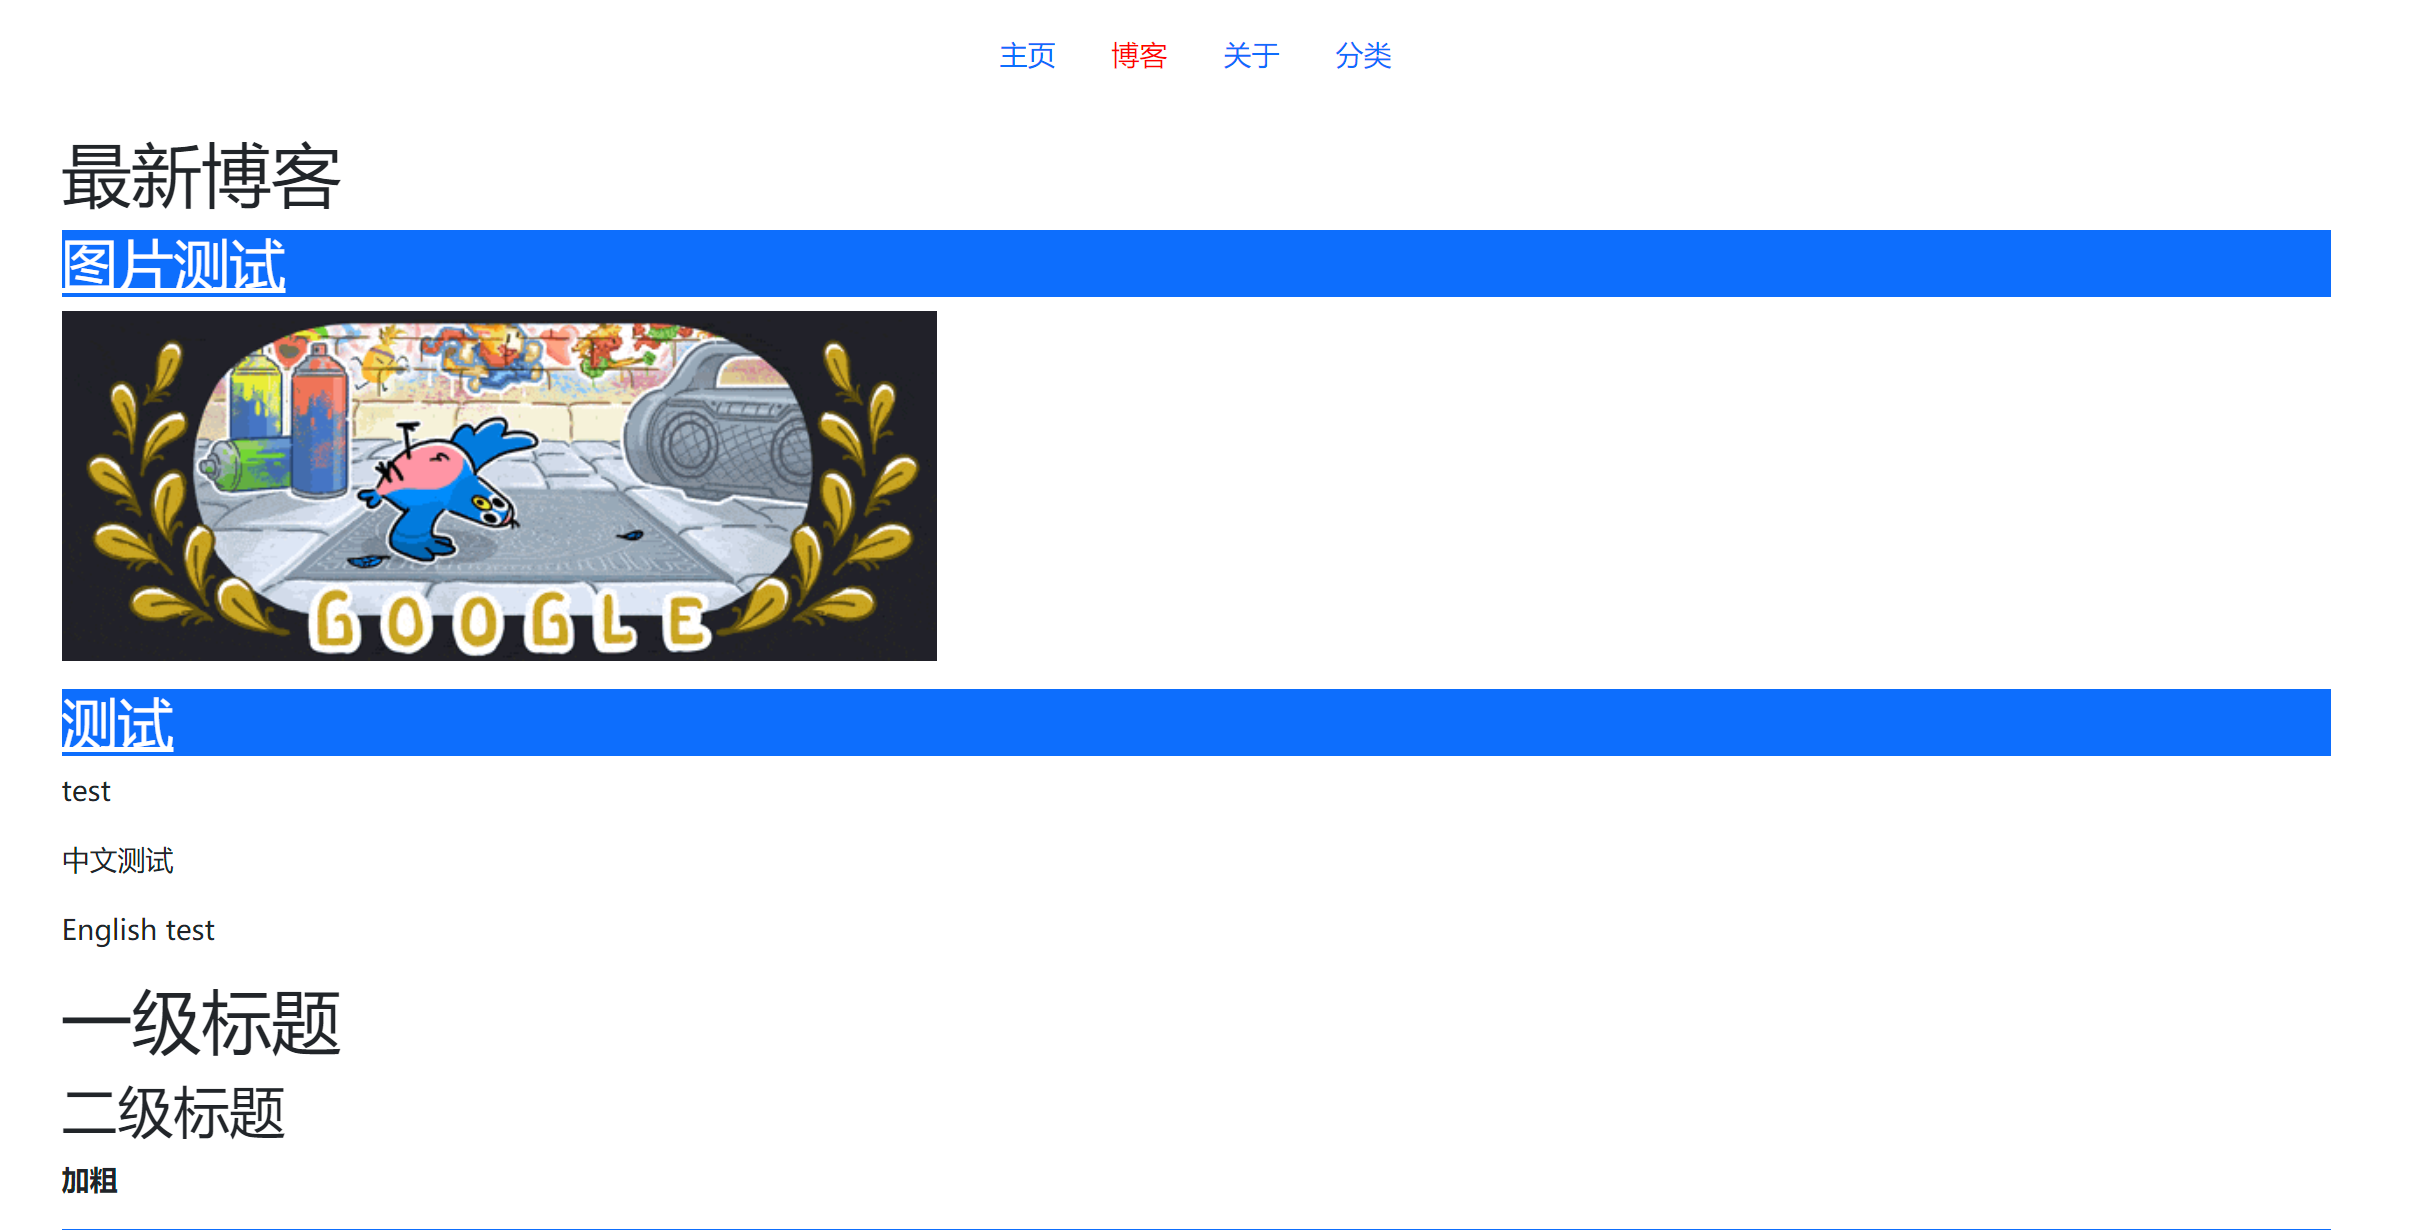 主页 博客 关于 分类
最新博客
图片测试
GOOGLE
测试
test
中文测试
English test
一级标题
二级标题
加粗